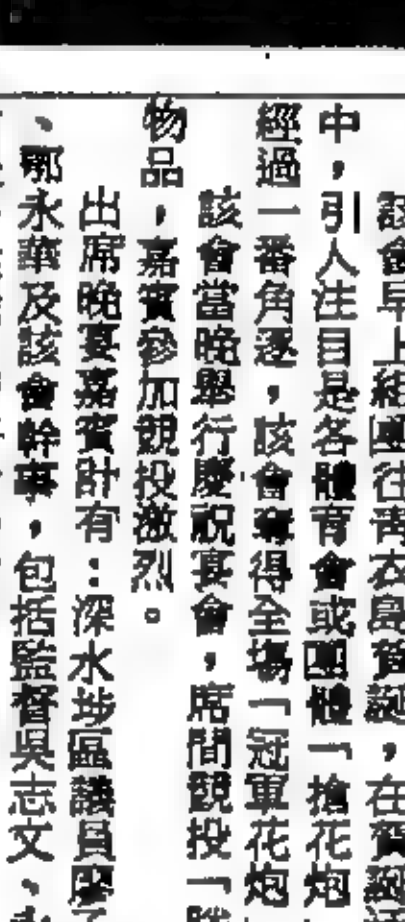 該會早上組團往青衣島賀誕，在賀誕
中，引人注目是各體育會或團體「搶花炮
經過一番角逐，該會奪得全場「冠軍花炮
該會當晚舉行慶祝宴會，席間競投「勝
物品，嘉賓參加競投激烈。
出席晚宴嘉賓計有：深水埗區議員廖
、鄭永華及該會幹事，包括監督吳志文、